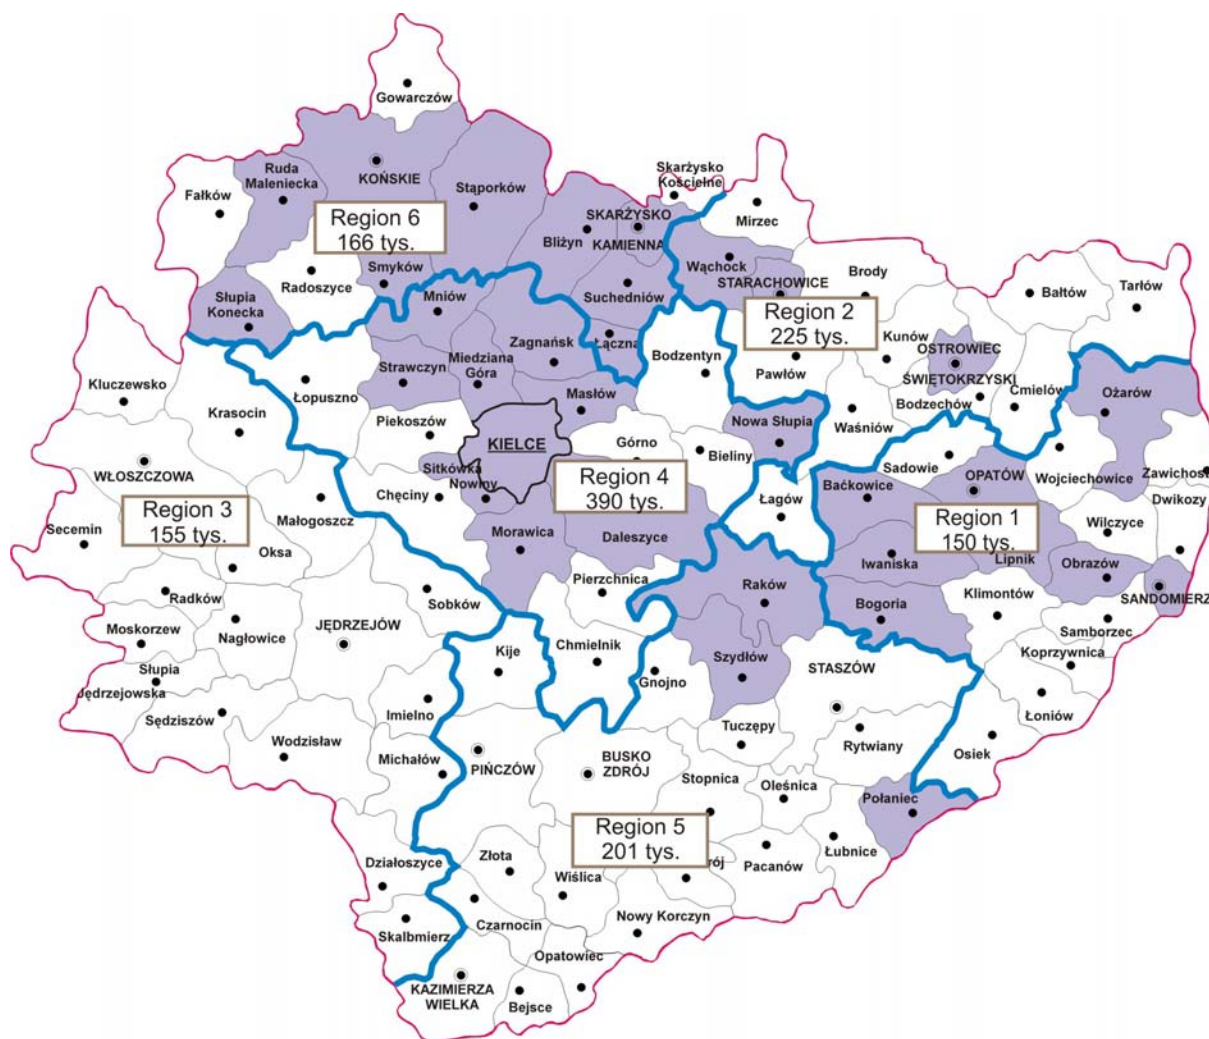 Gowarczów
Ruda
Maleniecka
KOŃSKIE
Stąporków
Fałków
Region 6
166 tys.
Radoszyce
Smyków
Słupia
Konecka
Skarżysko
Kościelne
SKARŻYSKO
KAMIENNA
Bliżyn
Suchedniów
Łączna
Mirzec
Wąchock
STARACHOWICE
Brody
Region 2
225 tys.
Bałtów
Tarłów
Kunów
OSTROWIEC
ŚWIĘTOKRZYSKI
Bodzechów
Ćmielów
Pawłów
Waśniów
Nowa Słupia
Bodzentyn
Mniów
Zagnańsk
Miedziana
Góra
Strawczyn
Masłów
Łopuszno
Piekoszów
KIELCE
Górno
Bieliny
Sitkówka
Nowiny
Region 4
390 tys.
Chęciny
Morawica
Daleszyce
Pierzchnica
Łagów
Chmielnik
Kluczewsko
Krasocin
WŁOSZCZOWA
Region 3
155 tys.
Małogoszcz
Secemin
Oksa
Radków
Moskorzew
Nagłowice
JĘDRZEJÓW
Sobków
Słupia
Jędrzejowska
Sędziszów
Imielno
Wodzisław
Michałów
Działoszyce
Skalbmierz
Ożarów
Sadowie
OPATÓW
Wojciechowice
Zawichos
Baćkowice
Dwikozy
Region 1
150 tys.
Wilczyce
Iwaniska
Lipnik
Obrazów
SANDOMIERZ
Bogoria
Klimontów
Samborzec
Koprzywnica
Łoniów
Osiek
Raków
Szydłów
STASZÓW
Kije
Gnojno
Tuczępy
Rytwiany
PIŃCZÓW
BUSKO
ZDRÓJ
Stopnica
Oleśnica
Połaniec
Region 5
201 tys.
Łubnice
Złota
Wiślica
rój
Pacanów
Czarnocin
Nowy Korczyn
Opatowiec
KAZIMIERZA
WIELKA
Bejsce